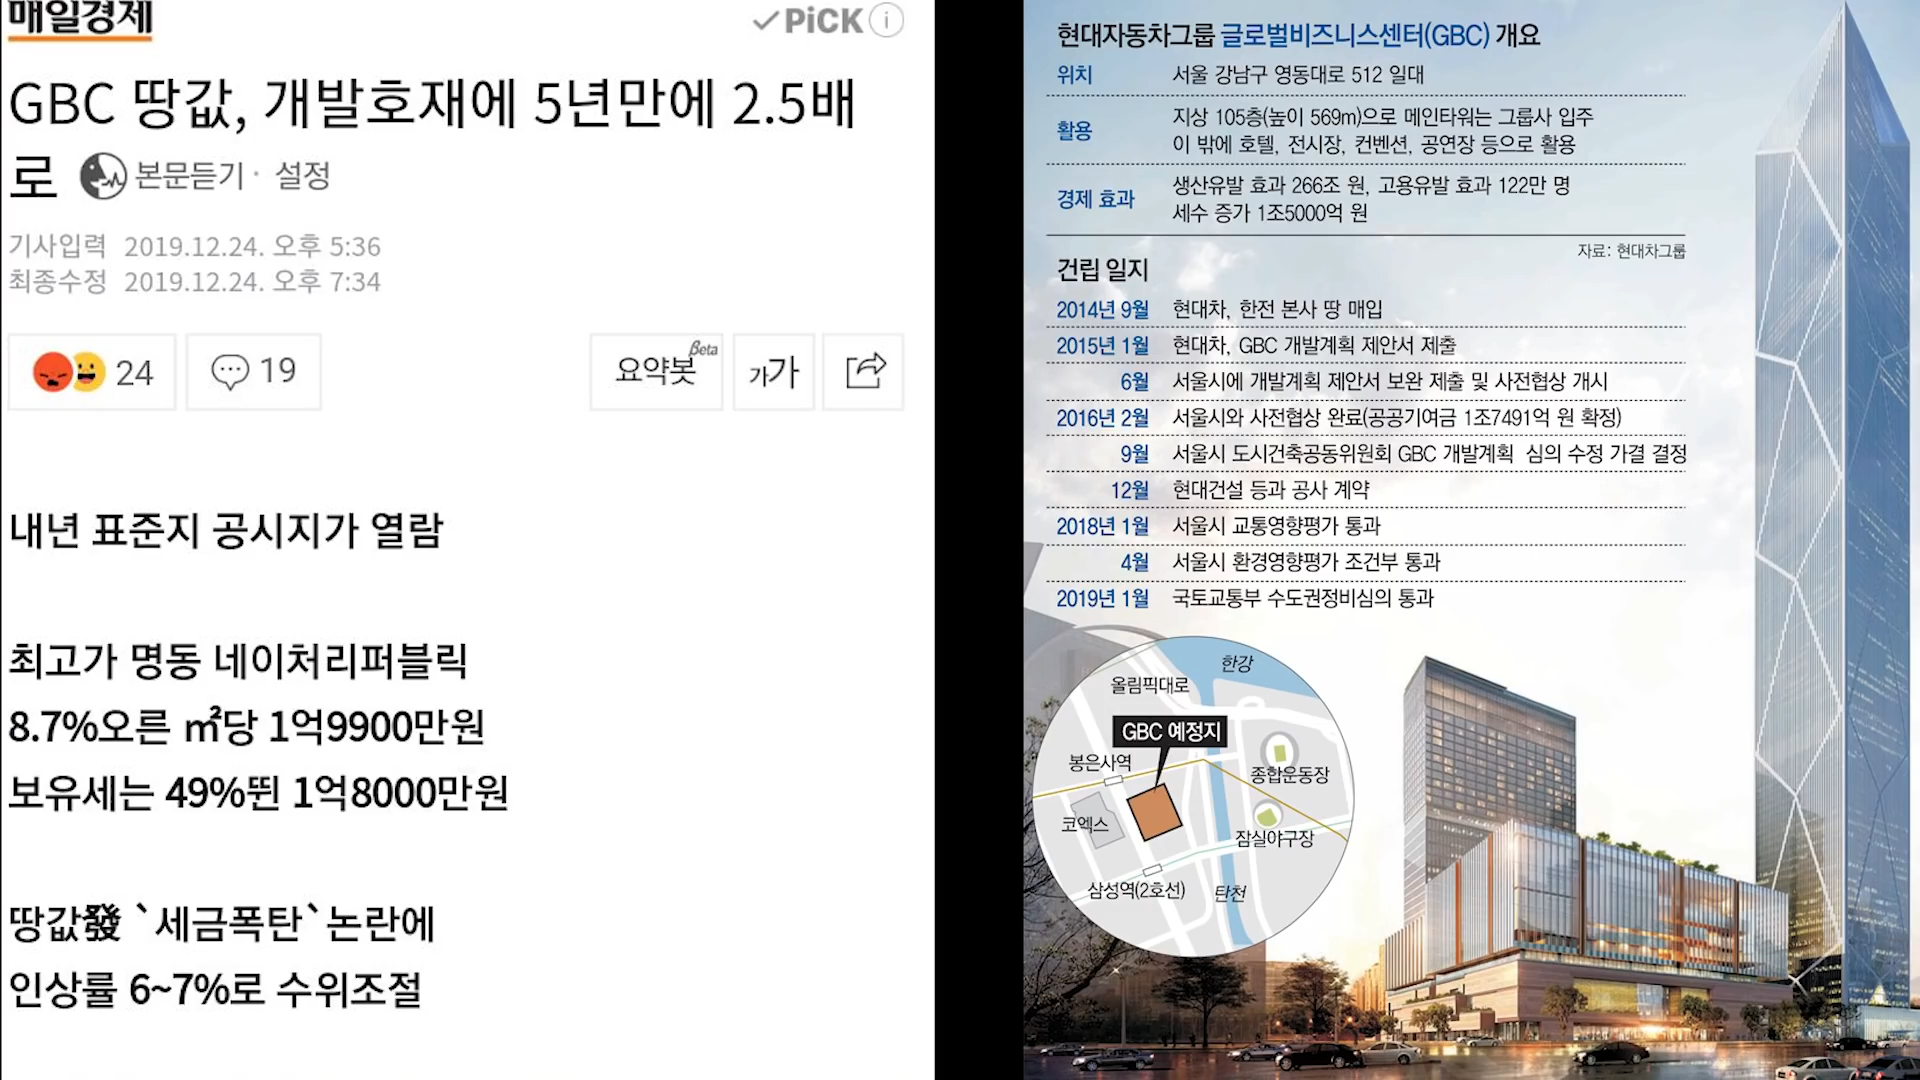 매일경제
PiCK
GBC 땅값, 개발호재에 5년만에 2.5배
로 본문듣기 · 설정
기사입력 2019.12.24. 오후 5:36
최종수정 2019.12.24. 오후 7:34
24
19
요약봇 Beta
가가
내년 표준지 공시지가 열람
최고가 명동 네이처리퍼블릭
8.7%오른 ㎡당 1억9900만원
보유세는 49%뛴 1억8000만원
땅값發 `세금폭탄`논란에
인상률 6~7%로 수위조절
현대자동차그룹 글로벌비즈니스센터(GBC) 개요
위치 서울 강남구 영동대로 512 일대
활용 지상 105층(높이 569m)으로 메인타워는 그룹사 입주
이 밖에 호텔, 전시장, 컨벤션, 공연장 등으로 활용
경제 효과 생산유발 효과 266조 원, 고용유발 효과 122만 명
세수 증가 1조5000억 원
자료: 현대차그룹
건립 일지
2014년 9월 현대차, 한전 본사 땅 매입
2015년 1월 현대차, GBC 개발계획 제안서 제출
6월 서울시에 개발계획 제안서 보완 제출 및 사전협상 개시
2016년 2월 서울시와 사전협상 완료(공공기여금 1조7491억 원 확정)
9월 서울시 도시건축공동위원회 GBC 개발계획 심의 수정 가결 결정
12월 현대건설 등과 공사 계약
2018년 1월 서울시 교통영향평가 통과
4월 서울시 환경영향평가 조건부 통과
2019년 1월 국토교통부 수도권정비심의 통과
한강
올림픽대로
GBC 예정지
봉은사역
종합운동장
코엑스
잠실야구장
삼성역(2호선)
탄천